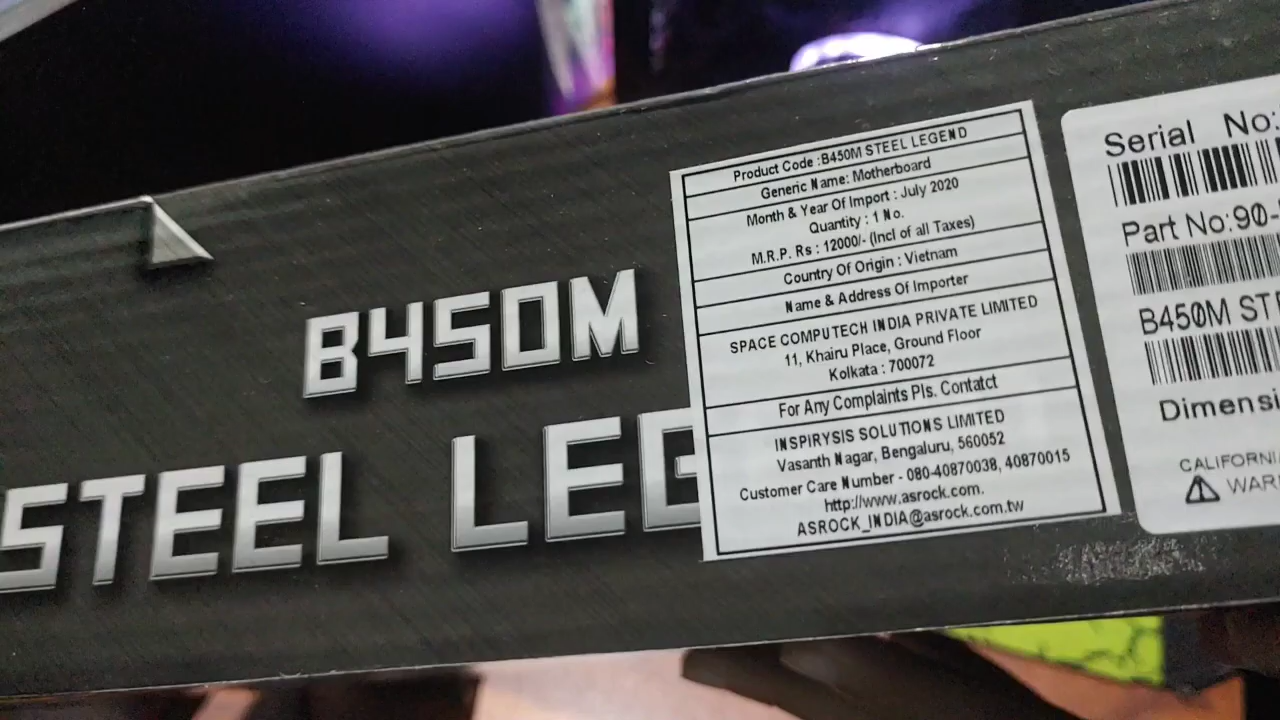 B450M
STEEL LEG
Product Code :B450M STEEL LEGEND
Generic Name: Motherboard
Month & Year Of Import : July 2020
Quantity : 1 No.
M.R.P. Rs : 12000/- (Incl of all Taxes)
Country Of Origin : Vietnam
Name & Address Of Importer
SPACE COMPUTECH INDIA PRIVATE LIMITED
11, Khairu Place, Ground Floor
Kolkata : 700072
For Any Complaints Pls. Contatct
INSPIRYSIS SOLUTIONS LIMITED
Vasanth Nagar, Bengaluru, 560052
Customer Care Number - 080-40870038, 40870015
http://www.asrock.com.
ASROCK_INDIA@asrock.com.tw
Serial No:
Part No:90-
B450M STE
Dimensi
CALIFORNIA
WAR